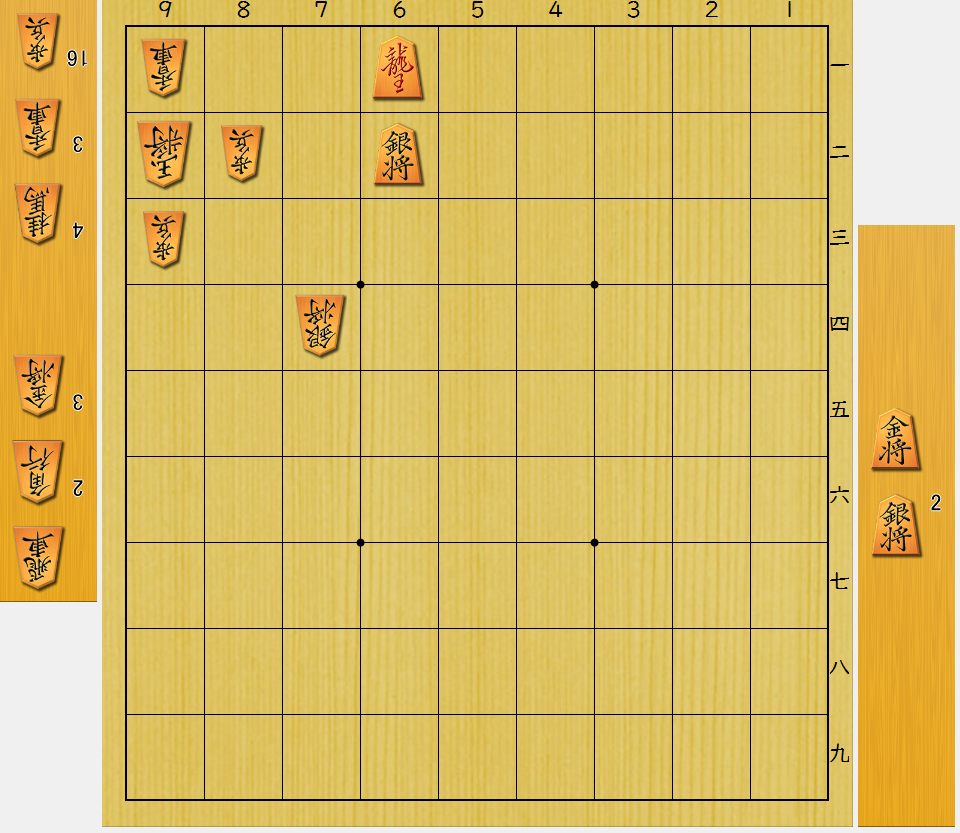 9 8 7 6 5 4 3 2 1
一
二
三
四
五
六
七
八
九
香車
龍王
玉将
歩兵
銀将
歩兵
銀将
歩兵 16
香車 3
桂馬 4
金将 3
角行 2
飛車
金将
銀将 2